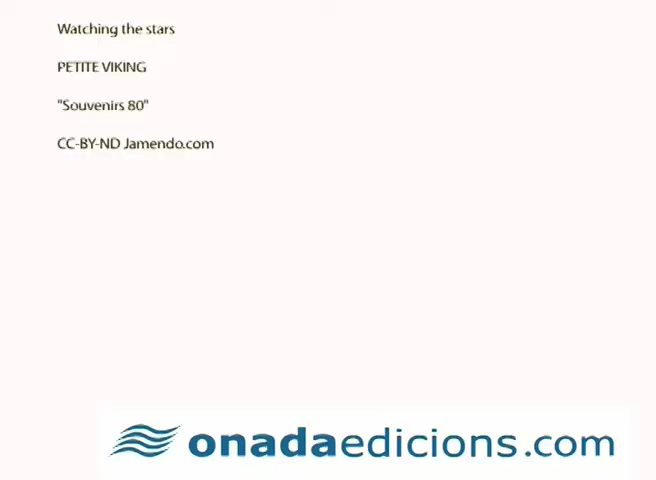 Watching the stars
PETITE VIKING
"Souvenirs 80"
CC-BY-ND Jamendo.com
onadaedicions.com